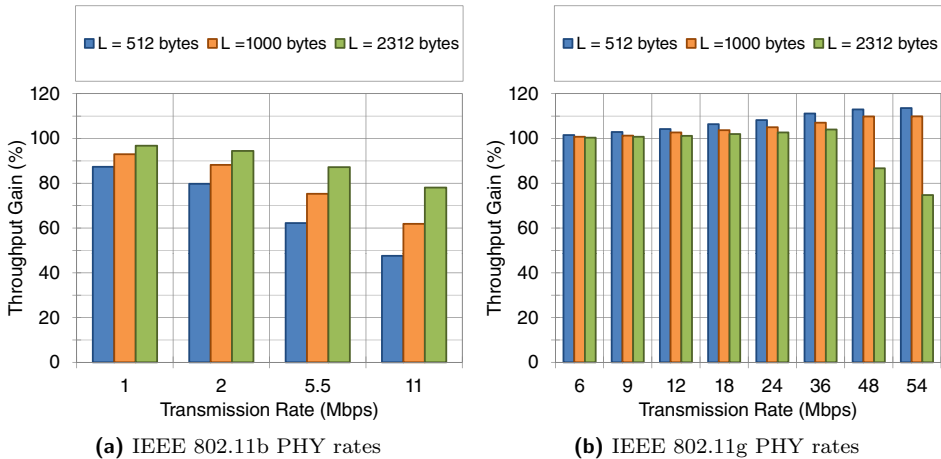 L = 512 bytes L =1000 bytes L = 2312 bytes
Throughput Gain (%)
120
100
80
60
40
20
0
1 2 5.5 11
Transmission Rate (Mbps)
(a) IEEE 802.11b PHY rates
L = 512 bytes L =1000 bytes L = 2312 bytes
Throughput Gain (%)
120
100
80
60
40
20
0
6 9 12 18 24 36 48 54
Transmission Rate (Mbps)
(b) IEEE 802.11g PHY rates